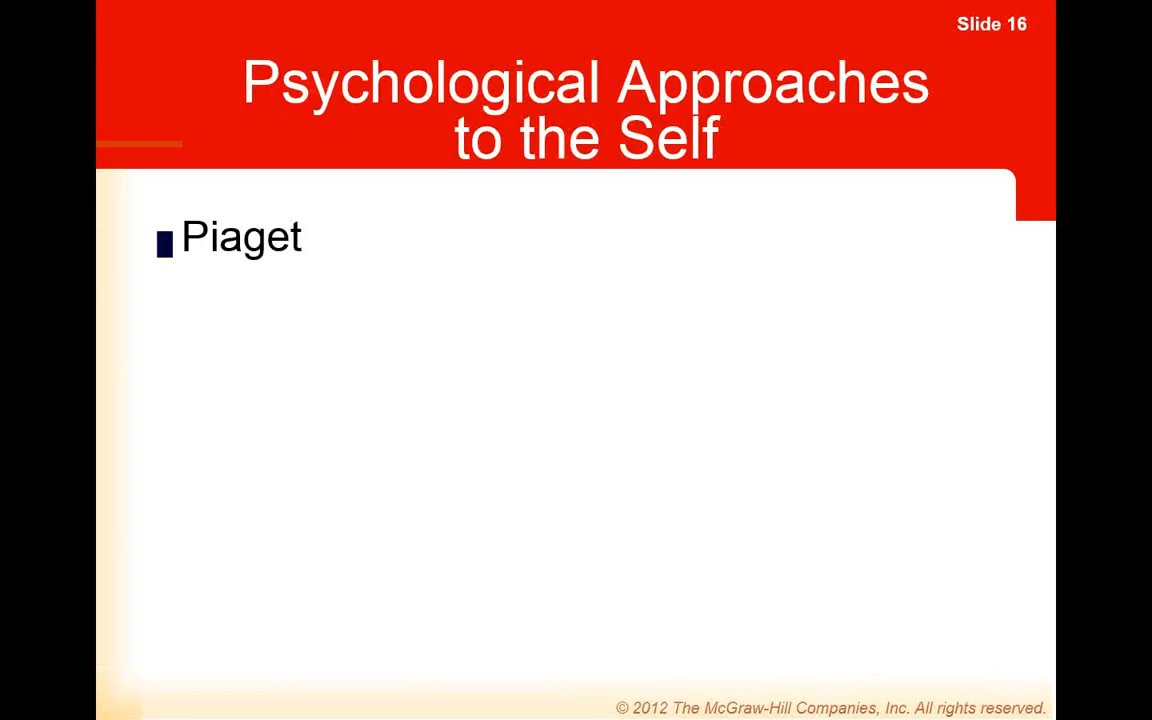 Slide 16
Psychological Approaches
to the Self
Piaget
© 2012 The McGraw-Hill Companies, Inc. All rights reserved.